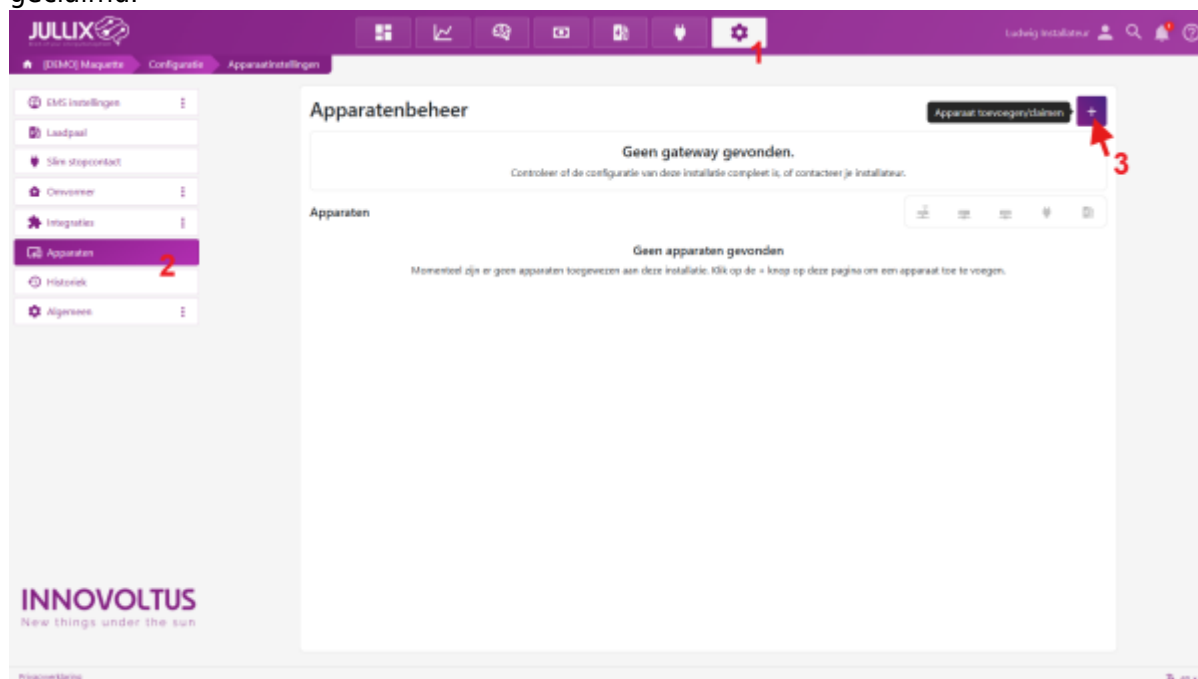 geclaimd.
JULLIX
Ludwig Installateur
1
[DEMO] Maquette Configuratie Apparaatinstellingen
EMS instellingen
Laadpaal
Slim stopcontact
Omvormer
Integraties
Apparaten
2
Historiek
Algemeen
Apparatenbeheer
Apparaat toevoegen/claimen
+
3
Geen gateway gevonden.
Controleer of de configuratie van deze installatie compleet is, of contacteer je installateur.
Apparaten
Geen apparaten gevonden
Momenteel zijn er geen apparaten toegewezen aan deze installatie. Klik op de + knop op deze pagina om een apparaat toe te voegen.
INNOVOLTUS
New things under the sun
Privacyverklaring